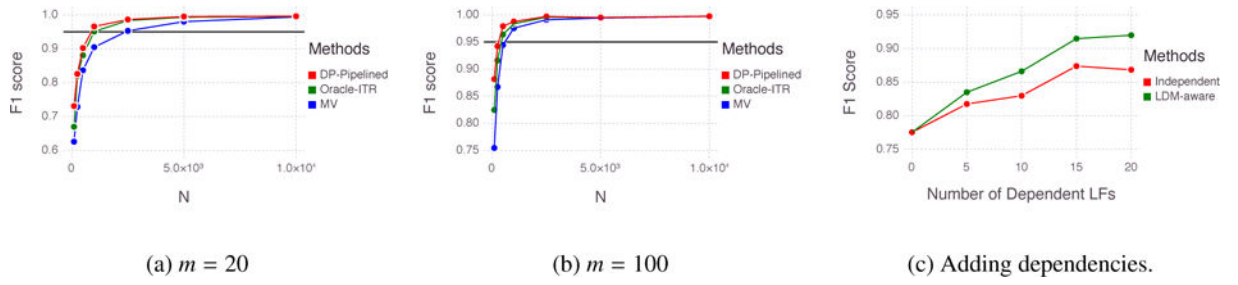 1.0
0.9
0.8
0.7
0.6
F1 score
0
5.0×10³
1.0×10⁴
N
Methods
DP-Pipelined
Oracle-ITR
MV
(a) m = 20
1.00
0.95
0.90
0.85
0.80
0.75
F1 score
0
5.0×10³
1.0×10⁴
N
Methods
DP-Pipelined
Oracle-ITR
MV
(b) m = 100
0.95
0.90
0.85
0.80
0.75
F1 Score
0 5 10 15 20
Number of Dependent LFs
Methods
Independent
LDM-aware
(c) Adding dependencies.